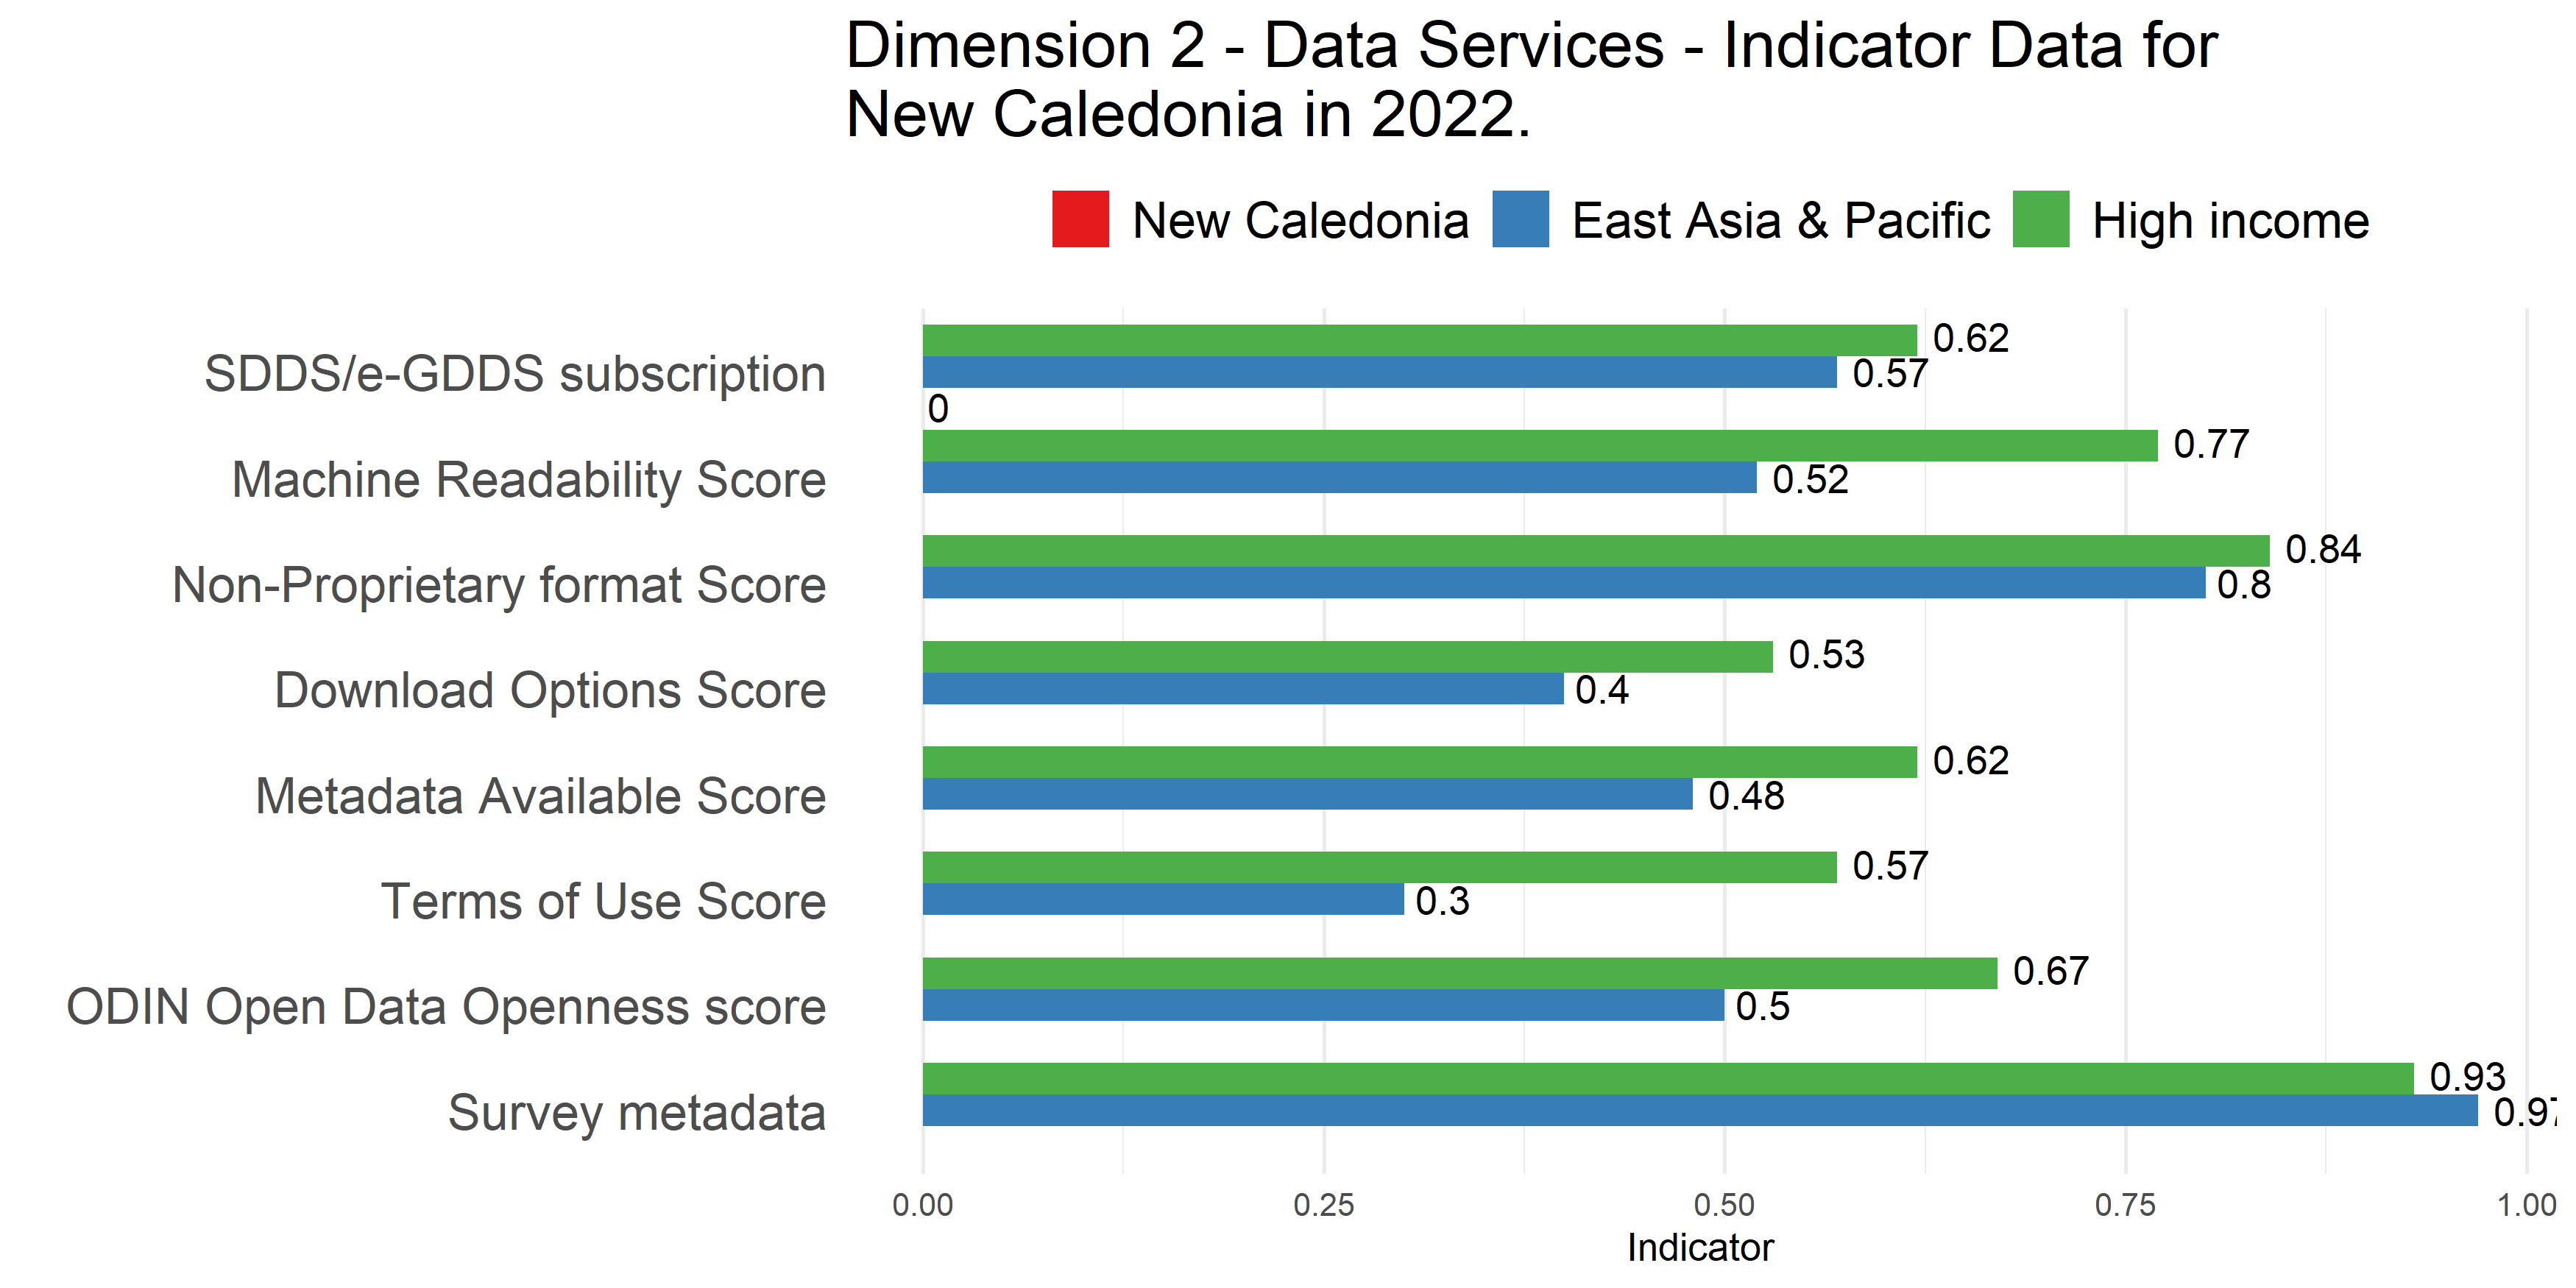 Dimension 2 - Data Services - Indicator Data for
New Caledonia in 2022.
New Caledonia East Asia & Pacific High income
SDDS/e-GDDS subscription
0.62
0.57
0
Machine Readability Score
0.77
0.52
Non-Proprietary format Score
0.84
0.8
Download Options Score
0.53
0.4
Metadata Available Score
0.62
0.48
Terms of Use Score
0.57
0.3
ODIN Open Data Openness score
0.67
0.5
Survey metadata
0.93
0.97
0.00 0.25 0.50 0.75 1.00
Indicator